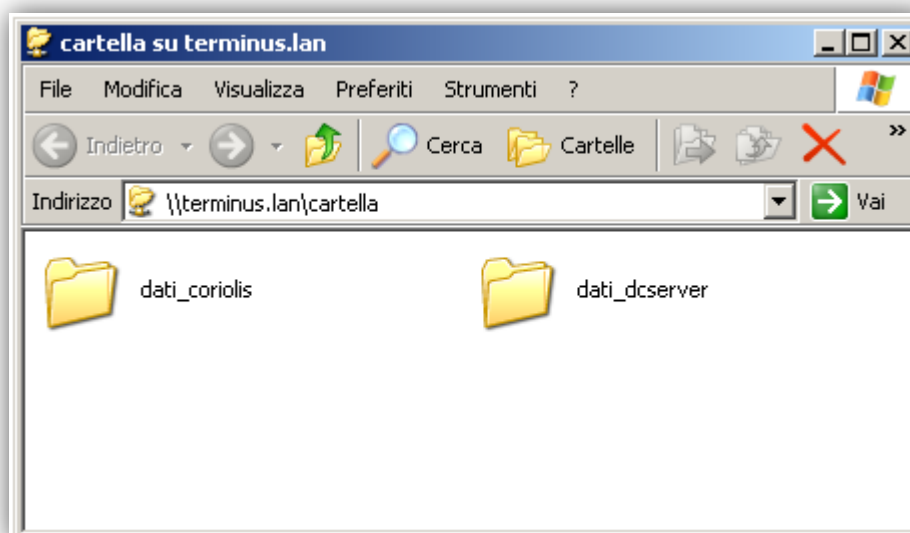 cartella su terminus.lan
File Modifica Visualizza Preferiti Strumenti ?
Indietro Cerca Cartelle »
Indirizzo \\terminus.lan\cartella Vai
dati_coriolis dati_dcserver